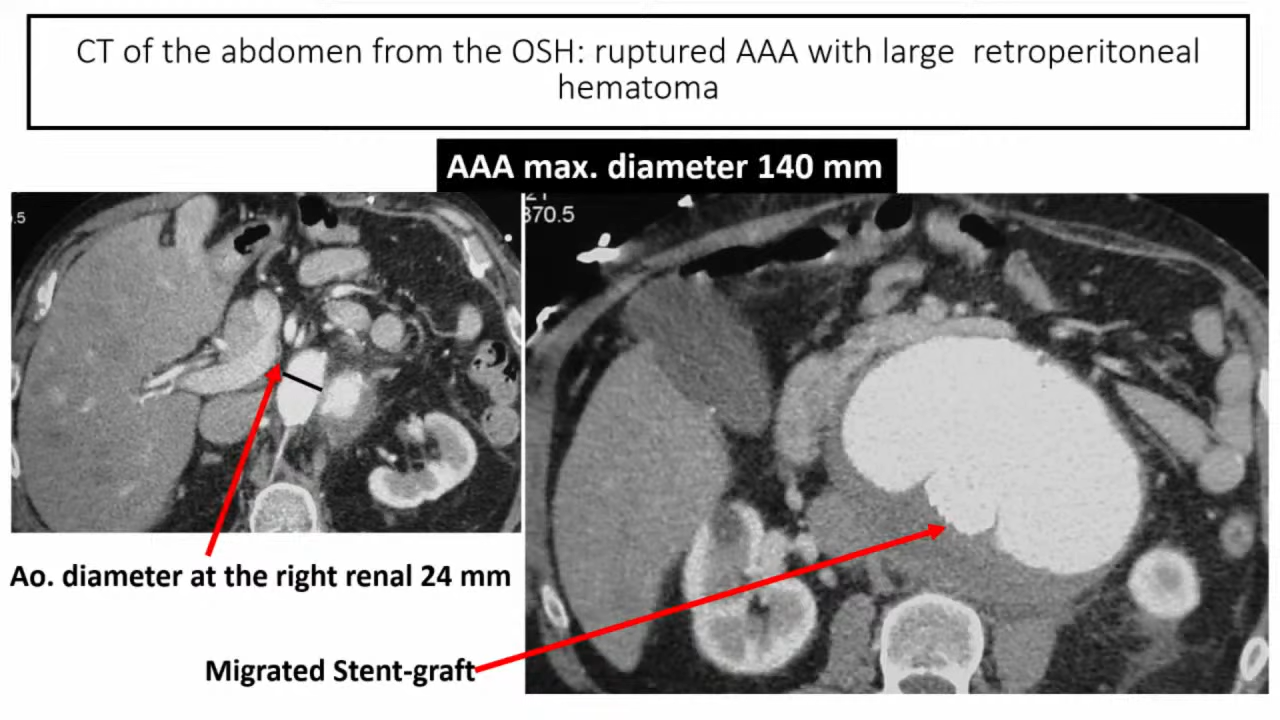 CT of the abdomen from the OSH: ruptured AAA with large retroperitoneal
hematoma
AAA max. diameter 140 mm
.5
370.5
Ao. diameter at the right renal 24 mm
Migrated Stent-graft